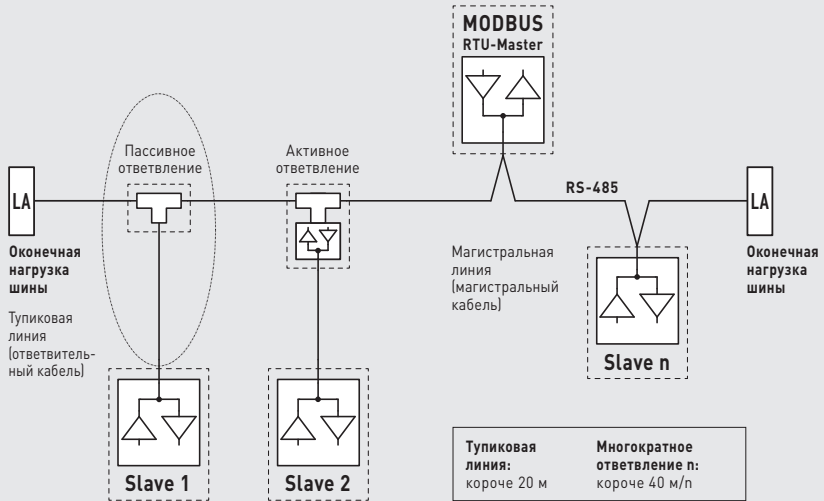 MODBUS
RTU-Master
Пассивное
ответвление
Активное
ответвление
LA
RS-485
LA
Оконечная
нагрузка
шины
Магистральная
линия
(магистральный
кабель)
Оконечная
нагрузка
шины
Тупиковая
линия
(ответвитель-
ный кабель)
Slave n
Slave 1
Slave 2
Тупиковая
линия:
короче 20 м
Многократное
ответвление n:
короче 40 м/n